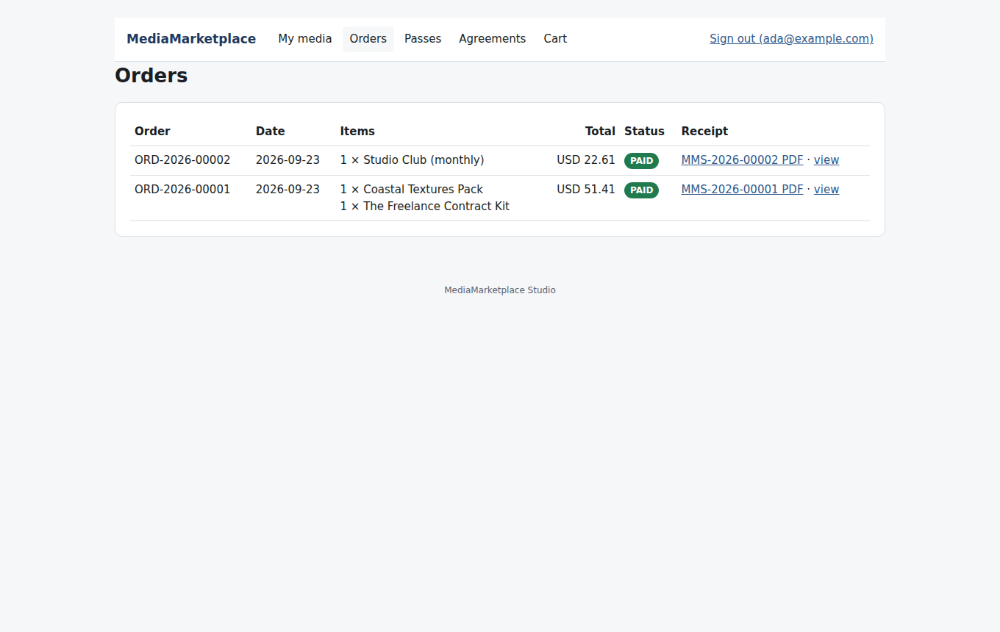 MediaMarketplace My media Orders Passes Agreements Cart Sign out (ada@example.com)
Orders
Order Date Items Total Status Receipt
ORD-2026-00002 2026-09-23 1 × Studio Club (monthly) USD 22.61 PAID MMS-2026-00002 PDF · view
ORD-2026-00001 2026-09-23 1 × Coastal Textures Pack USD 51.41 PAID MMS-2026-00001 PDF · view
1 × The Freelance Contract Kit
MediaMarketplace Studio